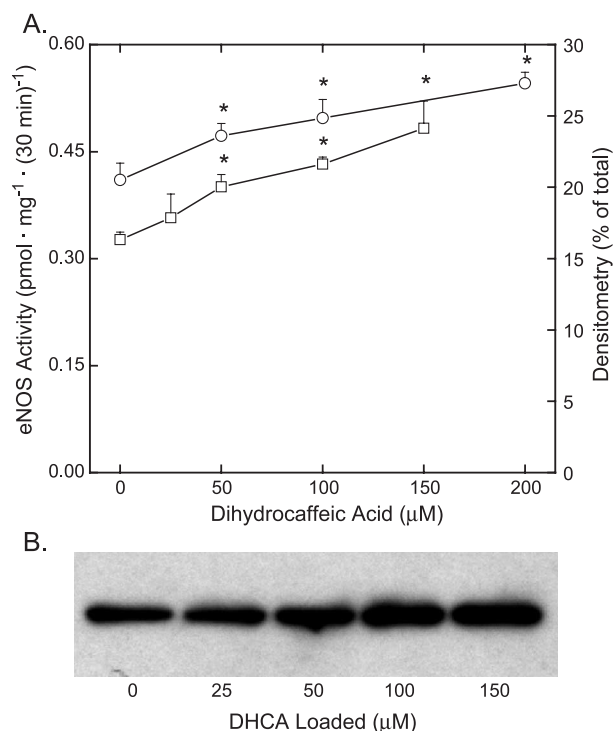 A.
eNOS Activity (pmol · mg⁻¹ · (30 min)⁻¹)
0.60
0.45
0.30
0.15
0.00
* * * *
* *
30
25
20
15
10
5
0
Densitometry (% of total)
0 50 100 150 200
Dihydrocaffeic Acid (μM)
B.
0 25 50 100 150
DHCA Loaded (μM)